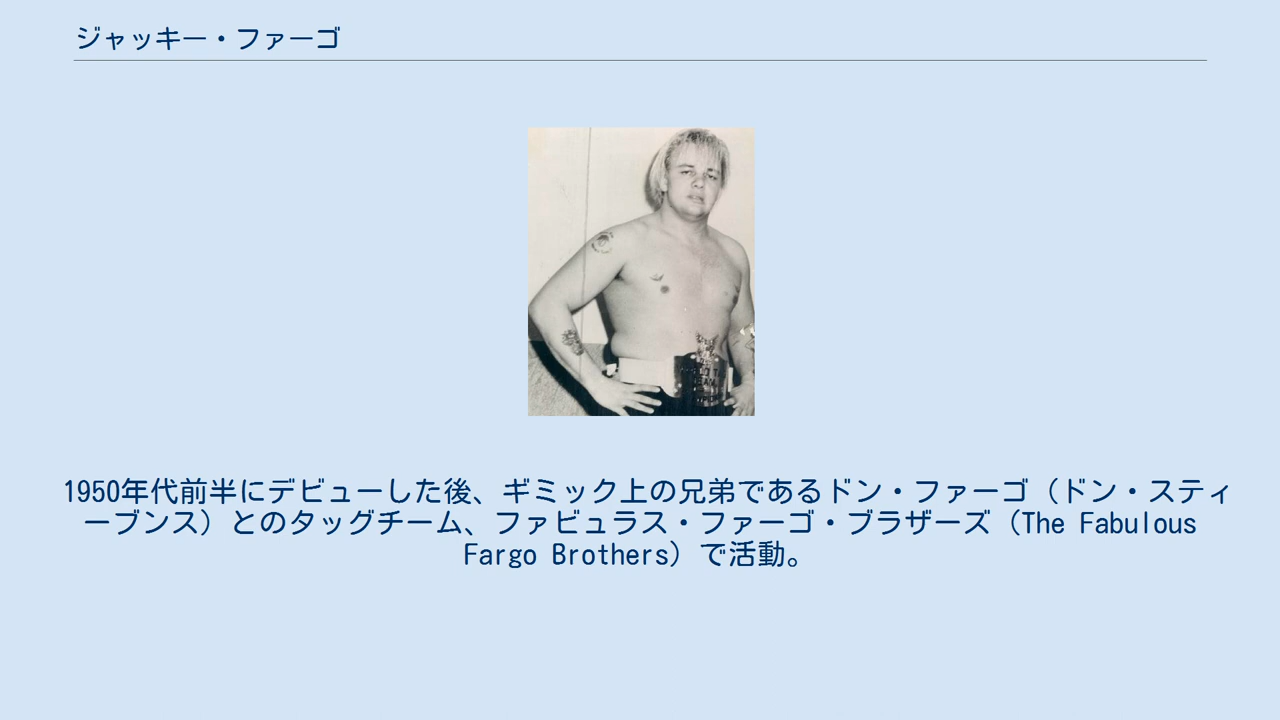 ジャッキー・ファーゴ
1950年代前半にデビューした後、ギミック上の兄弟であるドン・ファーゴ（ドン・スティ
ーブンス）とのタッグチーム、ファビュラス・ファーゴ・ブラザーズ（The Fabulous
Fargo Brothers）で活動。